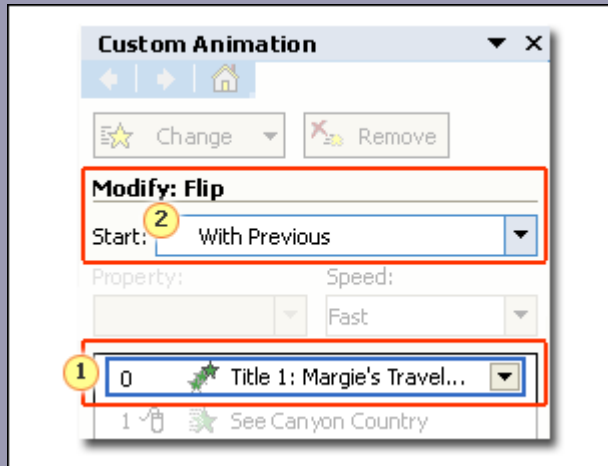 Custom Animation
Change Remove
Modify: Flip
2
Start: With Previous
Property: Speed:
Fast
1
0 Title 1: Margie's Travel...
1 See Canyon Country